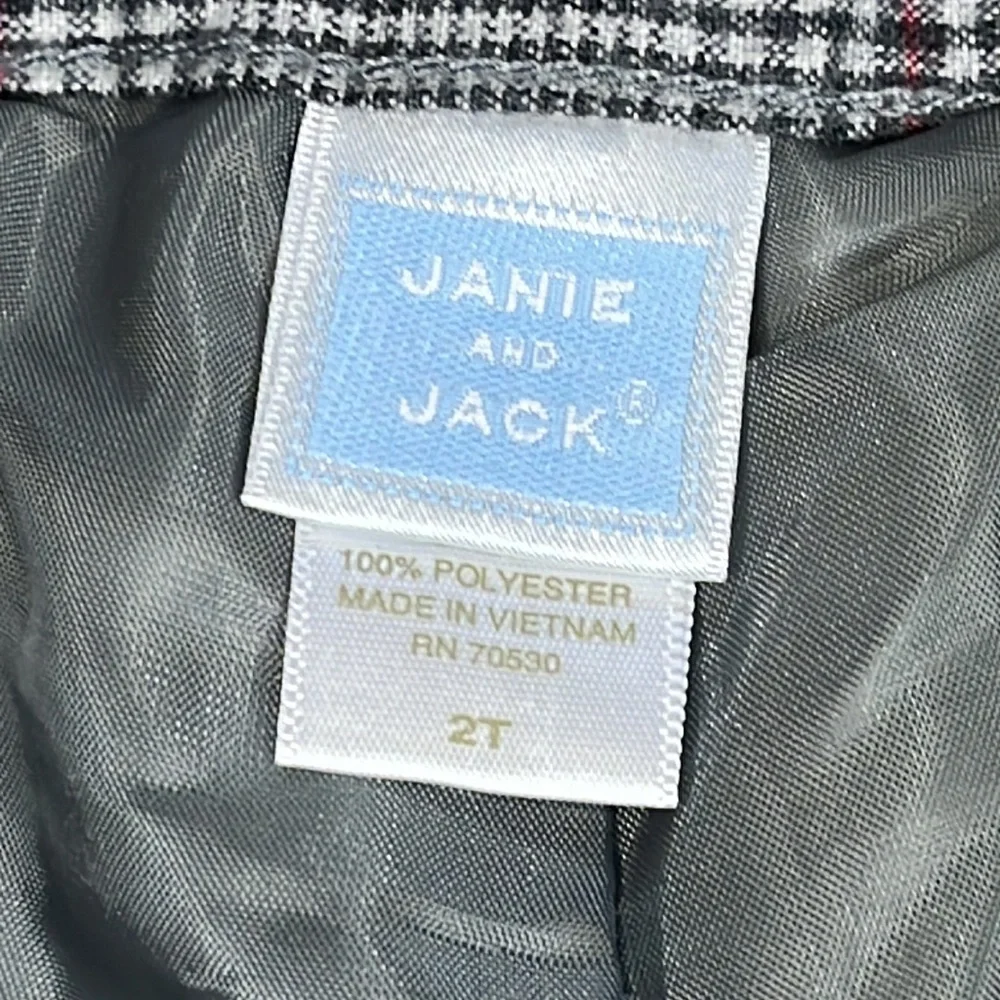 JANIE
AND
JACK®
100% POLYESTER
MADE IN VIETNAM
RN 70530
2T